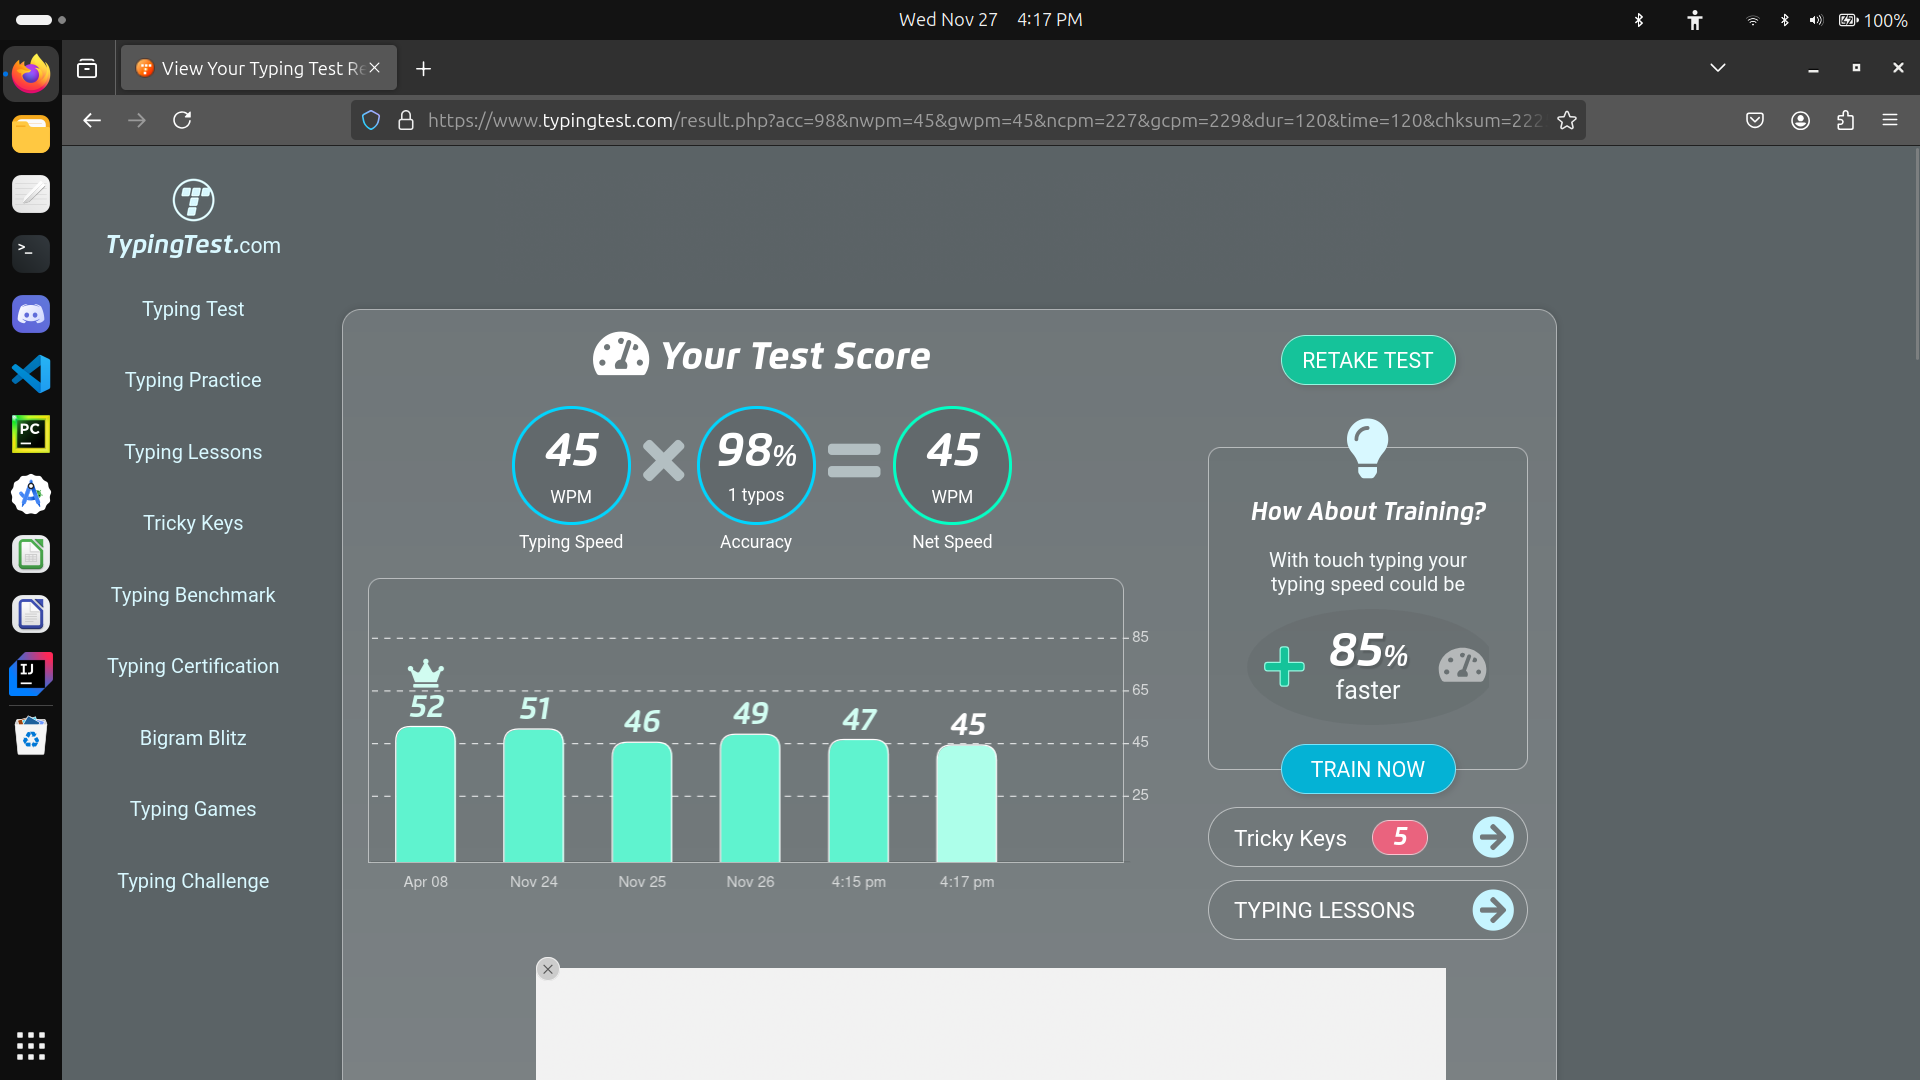 Wed Nov 27 4:17 PM
100%
View Your Typing Test Re
https://www.typingtest.com/result.php?acc=98&nwpm=45&gwpm=45&ncpm=227&gcpm=229&dur=120&time=120&chksum=222
TypingTest.com
Typing Test
Typing Practice
Typing Lessons
Tricky Keys
Typing Benchmark
Typing Certification
Bigram Blitz
Typing Games
Typing Challenge
Your Test Score
45
WPM
Typing Speed
98%
1 typos
Accuracy
45
WPM
Net Speed
85
65
45
25
52
51
46
49
47
45
Apr 08
Nov 24
Nov 25
Nov 26
4:15 pm
4:17 pm
RETAKE TEST
How About Training?
With touch typing your
typing speed could be
85%
faster
TRAIN NOW
Tricky Keys 5
TYPING LESSONS
PC
IJ